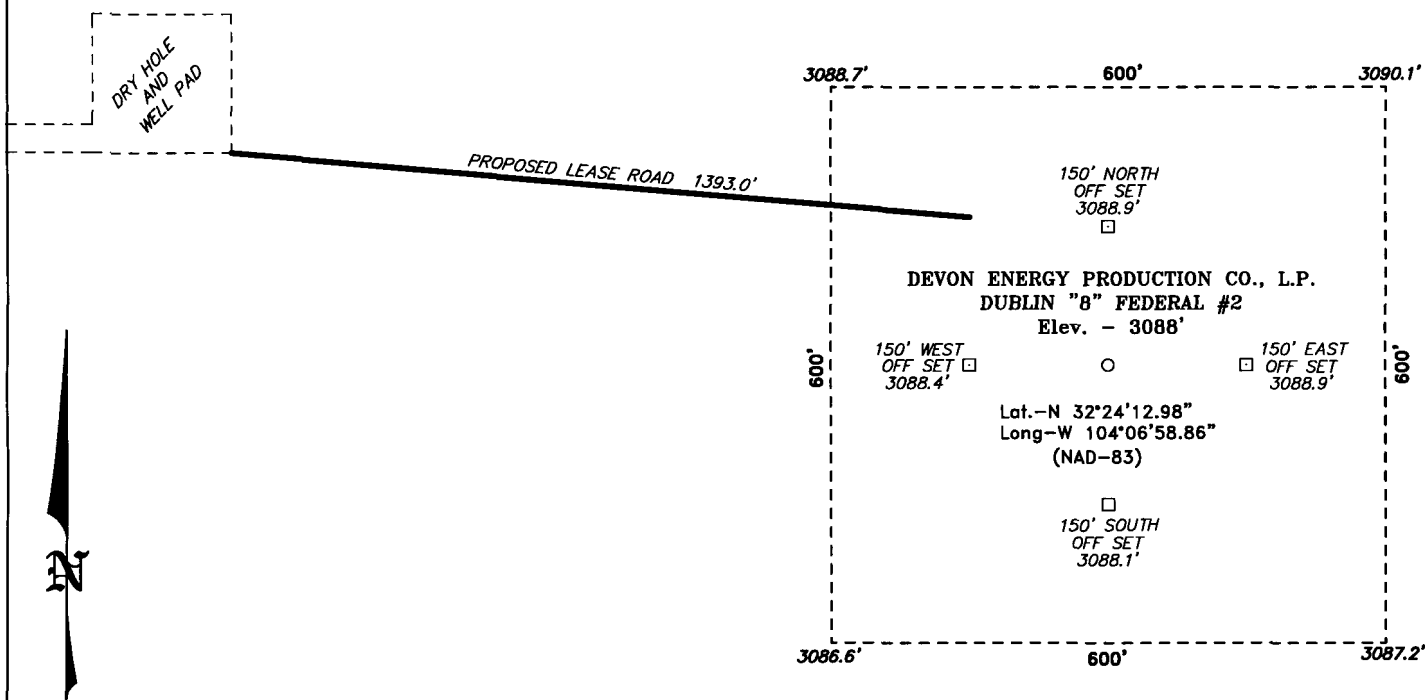 DRY HOLE
AND
WELL PAD
3088.7'
600'
3090.1'
PROPOSED LEASE ROAD 1393.0'
150' NORTH
OFF SET
3088.9'
DEVON ENERGY PRODUCTION CO., L.P.
DUBLIN "8" FEDERAL #2
Elev. - 3088'
600'
150' WEST
OFF SET
3088.4'
150' EAST
OFF SET
3088.9'
600'
Lat.-N 32°24'12.98"
Long-W 104°06'58.86"
(NAD-83)
150' SOUTH
OFF SET
3088.1'
N
3086.6'
600'
3087.2'